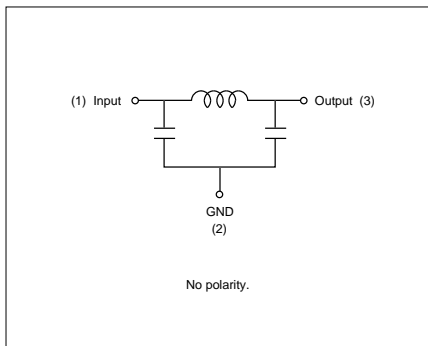 (1) Input Output (3)
GND
(2)
No polarity.